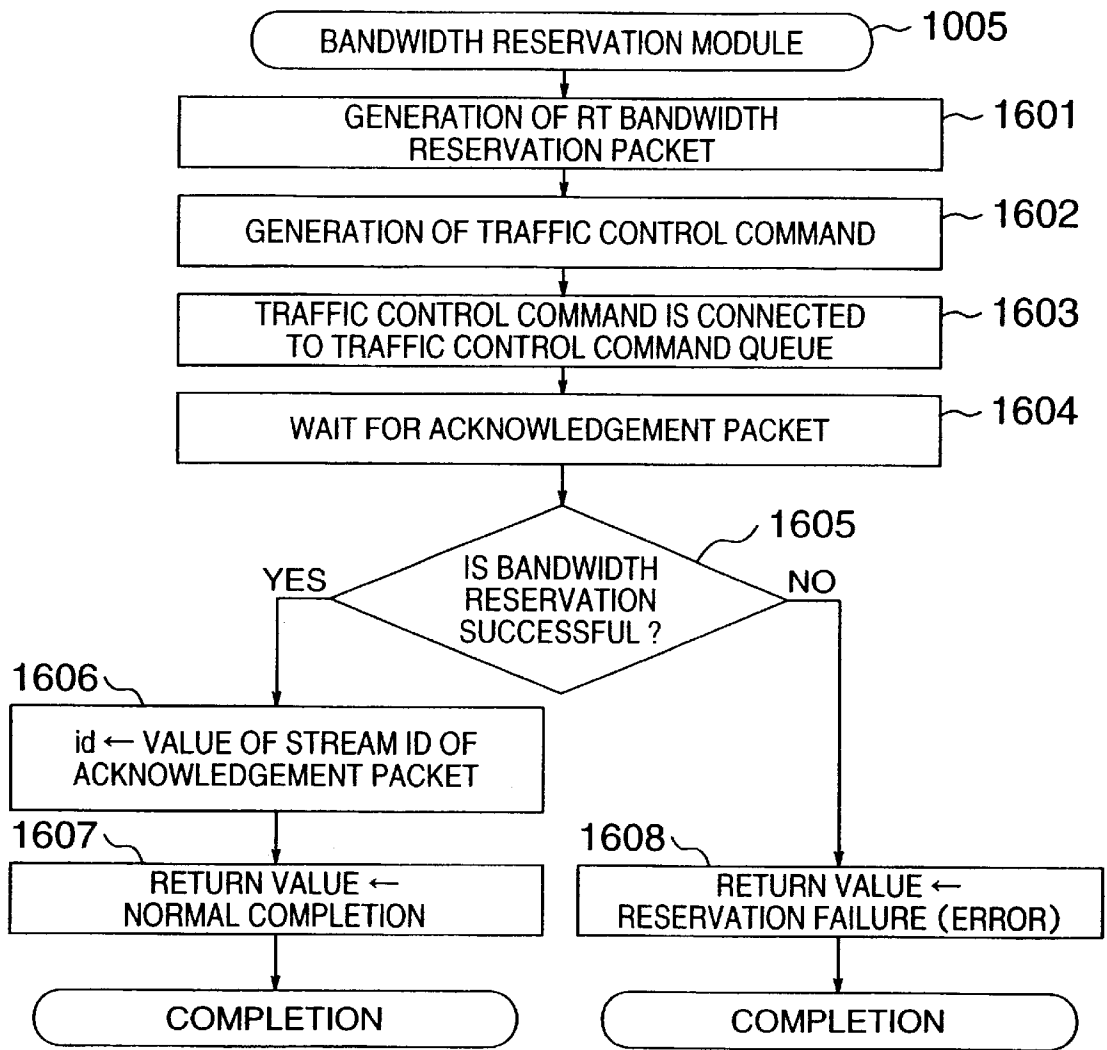 BANDWIDTH RESERVATION MODULE
1005
GENERATION OF RT BANDWIDTH
RESERVATION PACKET
1601
GENERATION OF TRAFFIC CONTROL COMMAND
1602
TRAFFIC CONTROL COMMAND IS CONNECTED
TO TRAFFIC CONTROL COMMAND QUEUE
1603
WAIT FOR ACKNOWLEDGEMENT PACKET
1604
1605
IS BANDWIDTH
RESERVATION
SUCCESSFUL ?
YES
NO
1606
id ← VALUE OF STREAM ID OF
ACKNOWLEDGEMENT PACKET
1607
RETURN VALUE ←
NORMAL COMPLETION
1608
RETURN VALUE ←
RESERVATION FAILURE (ERROR)
COMPLETION
COMPLETION